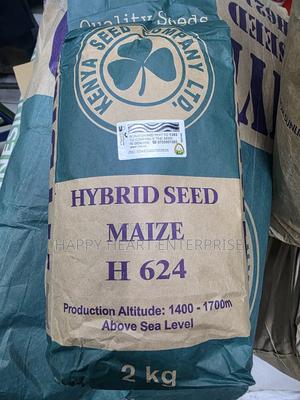 Quality Seeds
KENYA SEED COMPANY LTD.
HYBRID SEED
MAIZE
HAPPY HEART ENTERPRISE
H 624
Production Altitude: 1400 - 1700m
Above Sea Level
2 kg